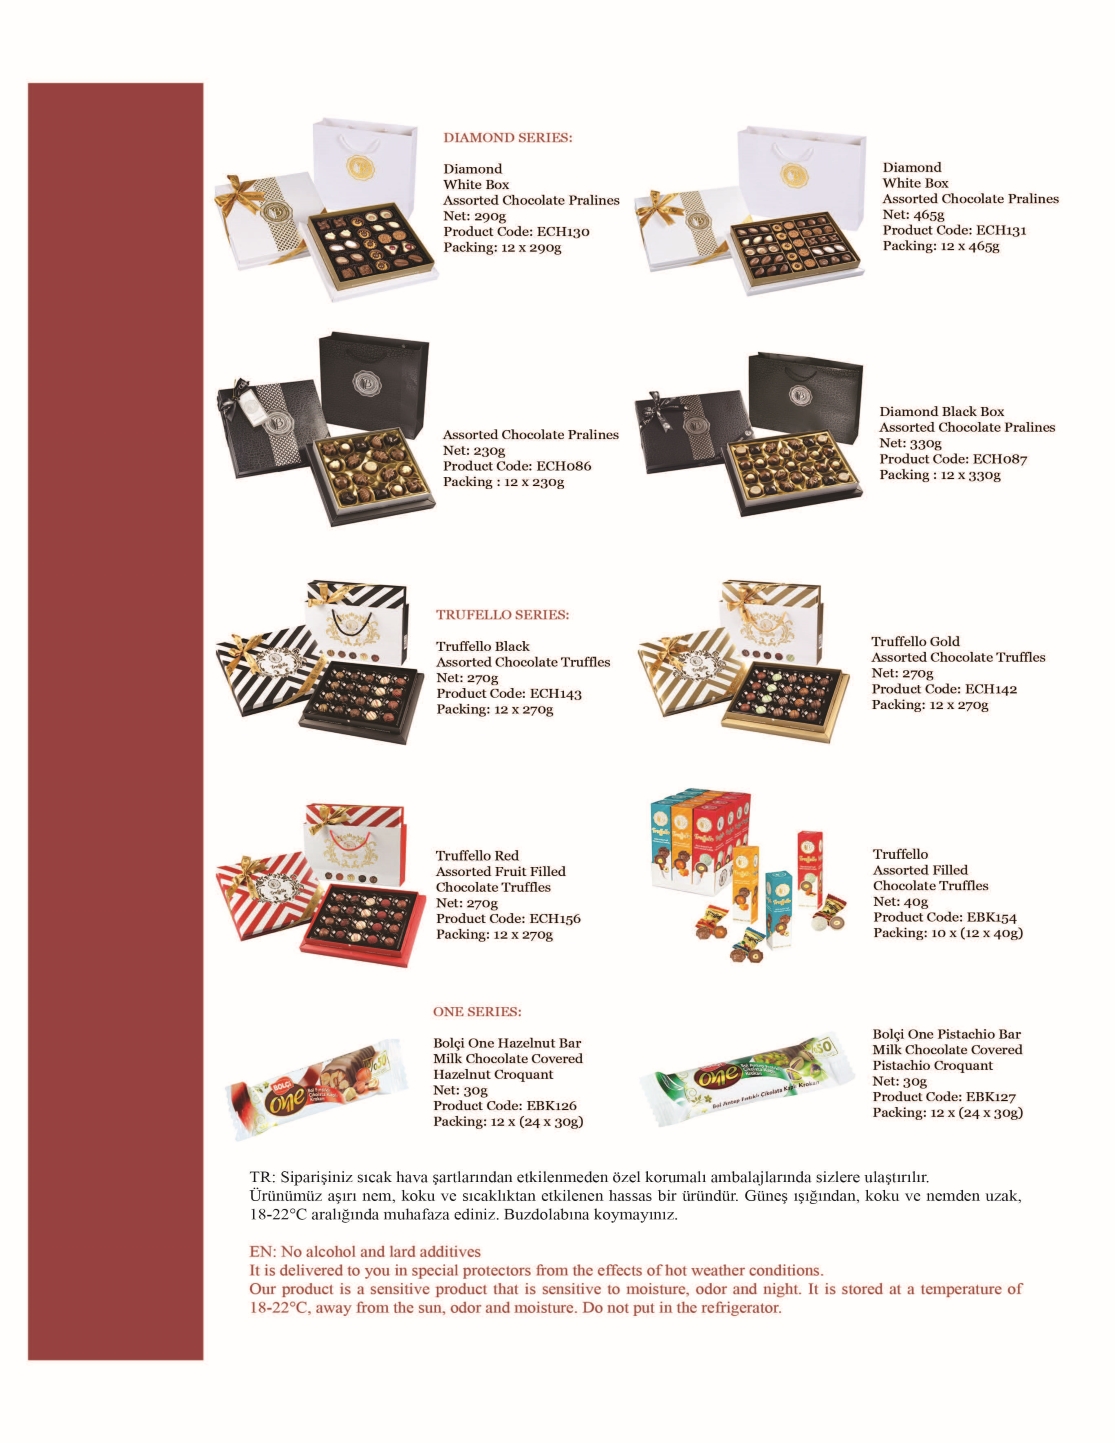 DIAMOND SERIES:
Diamond
White Box
Assorted Chocolate Pralines
Net: 290g
Product Code: ECH130
Packing: 12 x 290g
Diamond
White Box
Assorted Chocolate Pralines
Net: 465g
Product Code: ECH131
Packing: 12 x 465g
Assorted Chocolate Pralines
Net: 230g
Product Code: ECH086
Packing : 12 x 230g
Diamond Black Box
Assorted Chocolate Pralines
Net: 330g
Product Code: ECH087
Packing : 12 x 330g
TRUFELLO SERIES:
Truffello Black
Assorted Chocolate Truffles
Net: 270g
Product Code: ECH143
Packing: 12 x 270g
Truffello Gold
Assorted Chocolate Truffles
Net: 270g
Product Code: ECH142
Packing: 12 x 270g
Truffello Red
Assorted Fruit Filled
Chocolate Truffles
Net: 270g
Product Code: ECH156
Packing: 12 x 270g
Truffello
Assorted Filled
Chocolate Truffles
Net: 40g
Product Code: EBK154
Packing: 10 x (12 x 40g)
ONE SERIES:
BOLÇİ
one
Bolçi One Hazelnut Bar
Milk Chocolate Covered
Hazelnut Croquant
Net: 30g
Product Code: EBK126
Packing: 12 x (24 x 30g)
one
Bol Antep Fıstıklı Çikolata Kaplı Krokan
Bolçi One Pistachio Bar
Milk Chocolate Covered
Pistachio Croquant
Net: 30g
Product Code: EBK127
Packing: 12 x (24 x 30g)
TR: Siparişiniz sıcak hava şartlarından etkilenmeden özel korumalı ambalajlarında sizlere ulaştırılır.
Ürünümüz aşırı nem, koku ve sıcaklıktan etkilenen hassas bir üründür. Güneş ışığından, koku ve nemden uzak,
18-22°C aralığında muhafaza ediniz. Buzdolabına koymayınız.
EN: No alcohol and lard additives
It is delivered to you in special protectors from the effects of hot weather conditions.
Our product is a sensitive product that is sensitive to moisture, odor and night. It is stored at a temperature of
18-22°C, away from the sun, odor and moisture. Do not put in the refrigerator.